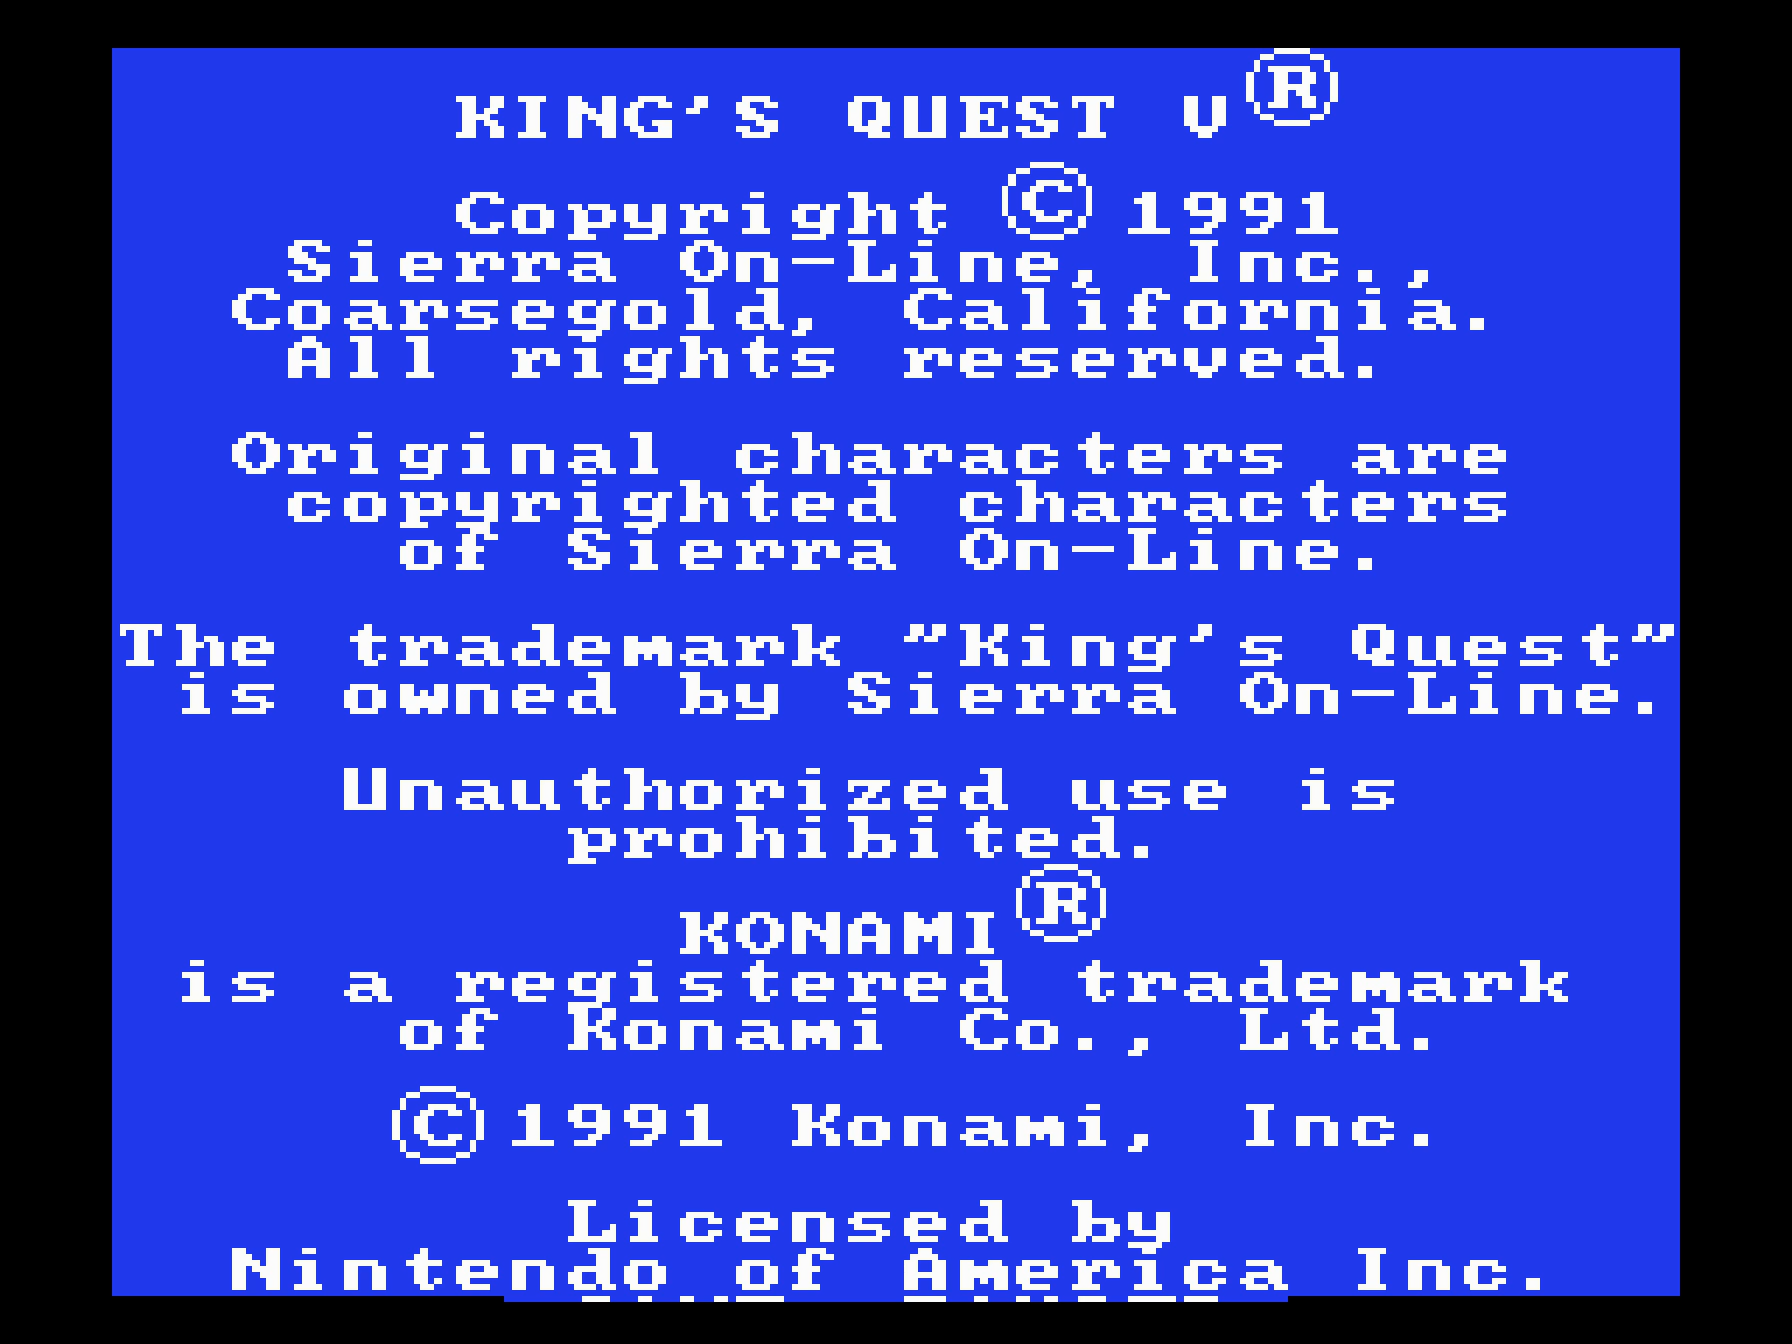 KING'S QUEST V®
Copyright © 1991
Sierra On-Line, Inc.,
Coarsegold, California.
All rights reserved.
Original characters are
copyrighted characters
of Sierra On-Line.
The trademark "King's Quest"
is owned by Sierra On-Line.
Unauthorized use is
prohibited.
KONAMI®
is a registered trademark
of Konami Co., Ltd.
©1991 Konami, Inc.
Licensed by
Nintendo of America Inc.